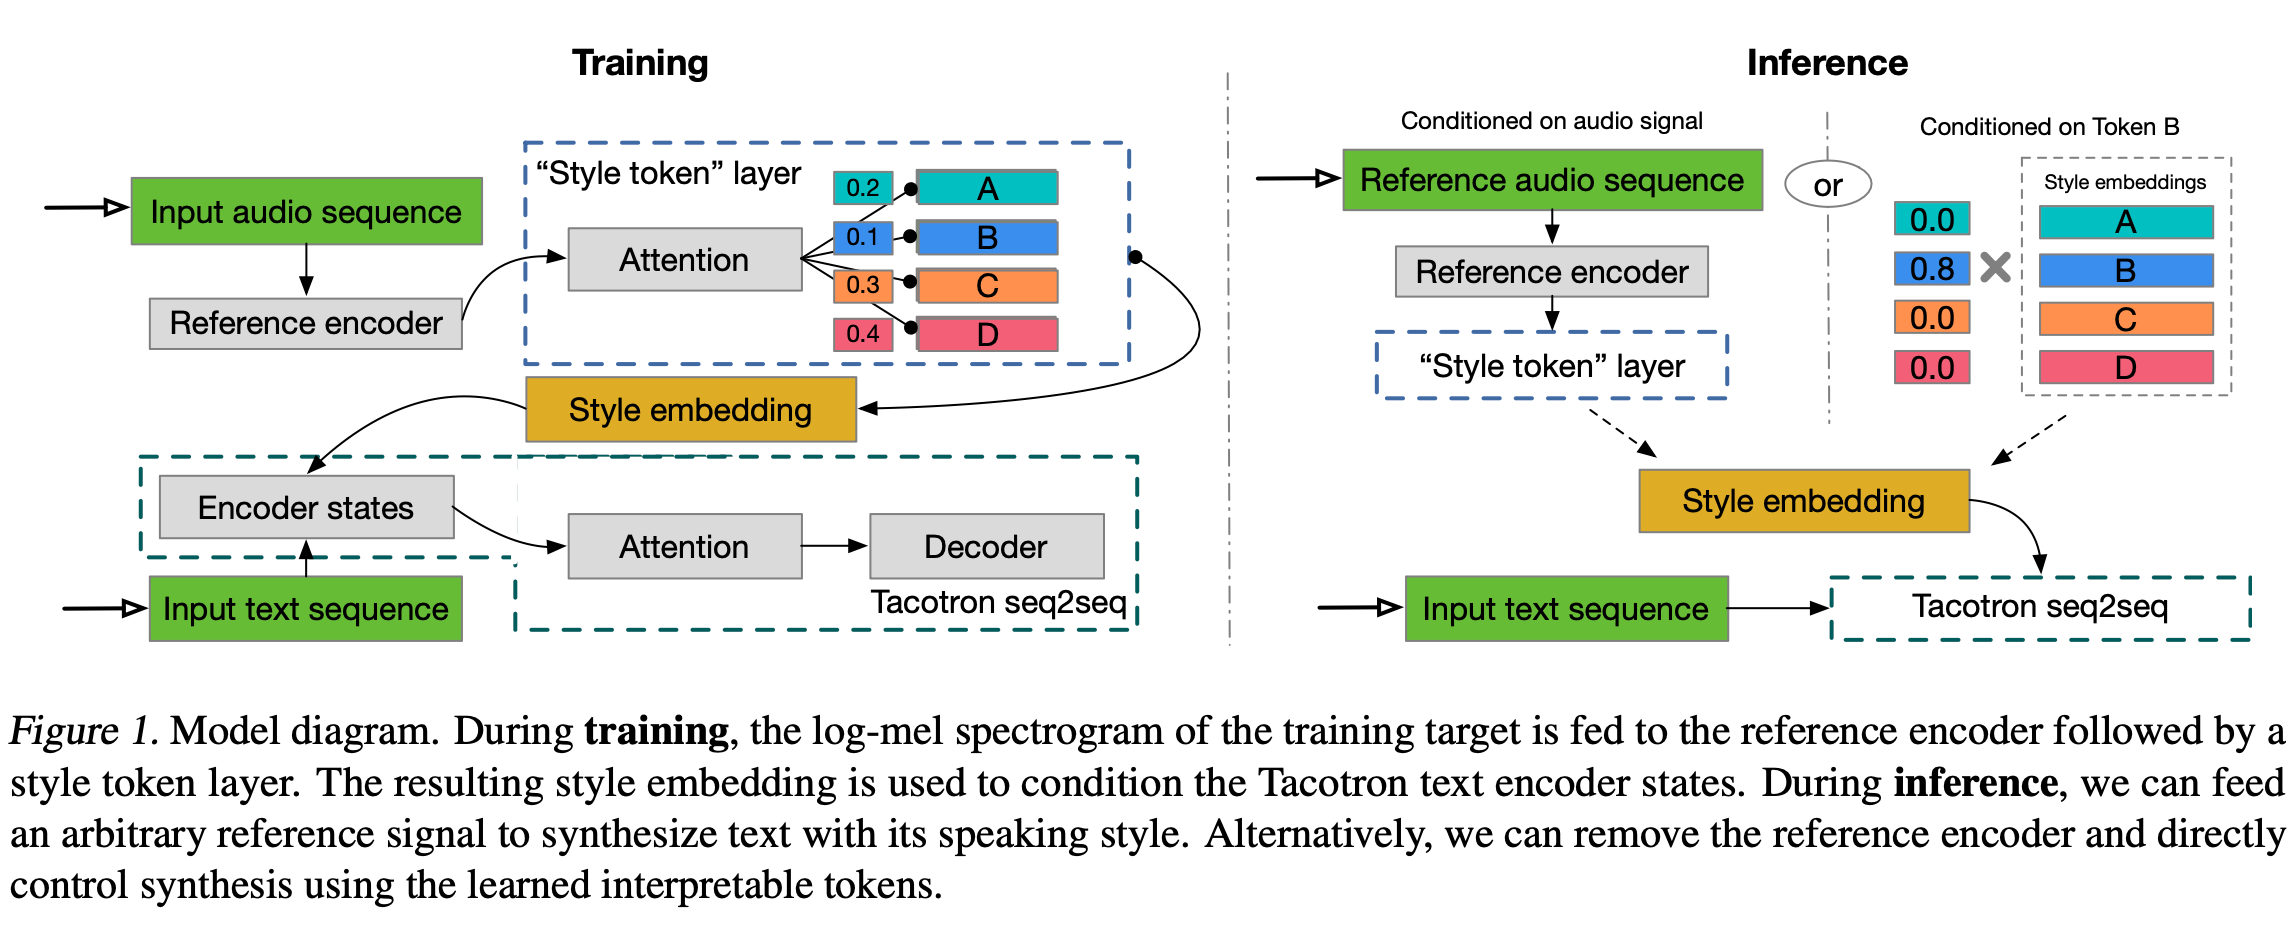 Training
Input audio sequence
Reference encoder
“Style token” layer
Attention
0.2 A
0.1 B
0.3 C
0.4 D
Style embedding
Encoder states
Attention
Decoder
Tacotron seq2seq
Input text sequence
Inference
Conditioned on audio signal
Reference audio sequence
Reference encoder
“Style token” layer
or
Conditioned on Token B
Style embeddings
0.0 A
0.8 B
0.0 C
0.0 D
Style embedding
Input text sequence
Tacotron seq2seq
Figure 1. Model diagram. During training, the log-mel spectrogram of the training target is fed to the reference encoder followed by a
style token layer. The resulting style embedding is used to condition the Tacotron text encoder states. During inference, we can feed
an arbitrary reference signal to synthesize text with its speaking style. Alternatively, we can remove the reference encoder and directly
control synthesis using the learned interpretable tokens.